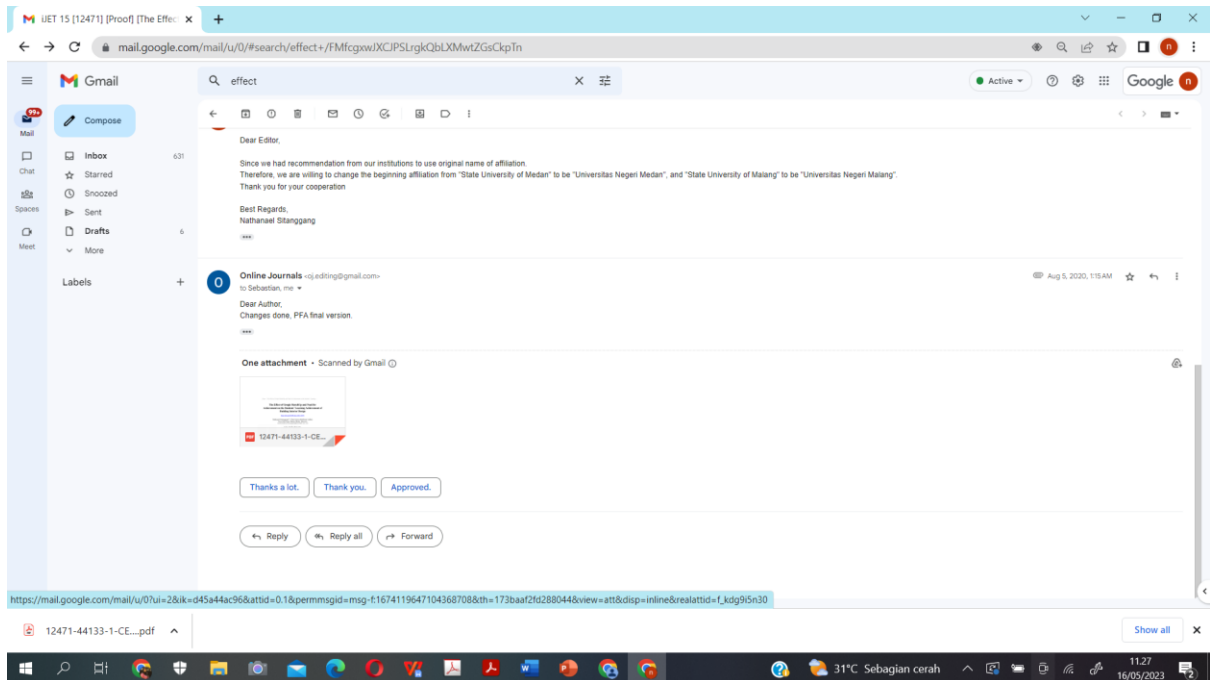 iJET 15 [12471] [Proof] [The Effec
mail.google.com/mail/u/0/#search/effect+/FMfcgxwJXCJPSLrgkQbLXMwtZGsCkpTn
n
Gmail
effect
Active
Google
n
99+
Mail
Chat
Spaces
Meet
Compose
Inbox 631
Starred
Snoozed
Sent
Drafts 6
More
Labels
Dear Editor,
Since we had recommendation from our institutions to use original name of affiliation.
Therefore, we are willing to change the beginning affiliation from "State University of Medan" to be "Universitas Negeri Medan", and "State University of Malang" to be "Universitas Negeri Malang".
Thank you for your cooperation
Best Regards,
Nathanael Sitanggang
O
Online Journals <oj.editing@gmail.com>
Aug 5, 2020, 1:15 AM
to Sebastian, me
Dear Author,
Changes done, PFA final version.
One attachment • Scanned by Gmail
PDF 12471-44133-1-CE...
Thanks a lot.
Thank you.
Approved.
Reply
Reply all
Forward
https://mail.google.com/mail/u/0?ui=2&ik=d45a44ac96&attid=0.1&permmsgid=msg-f:1674119647104368708&th=173baaf2fd288044&view=att&disp=inline&realattid=f_kdg9i5n30
12471-44133-1-CE....pdf
Show all
31°C Sebagian cerah
11.27
16/05/2023
2